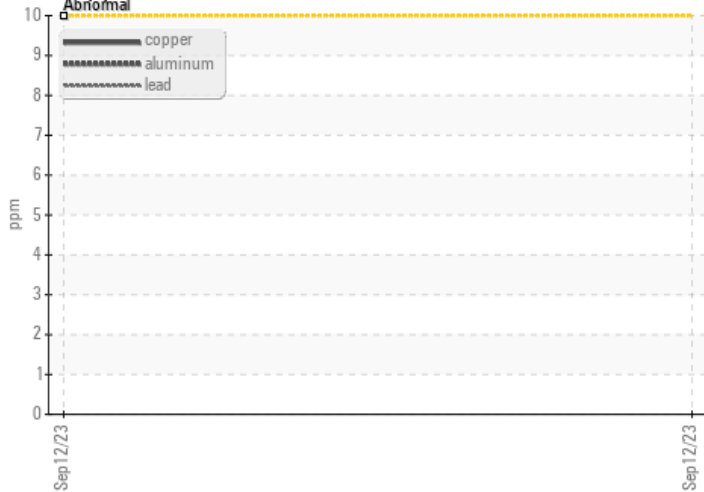 Abnormal
10
copper
9
aluminum
lead
8
7
6
ppm
5
4
3
2
1
0
Sep12/23
Sep12/23